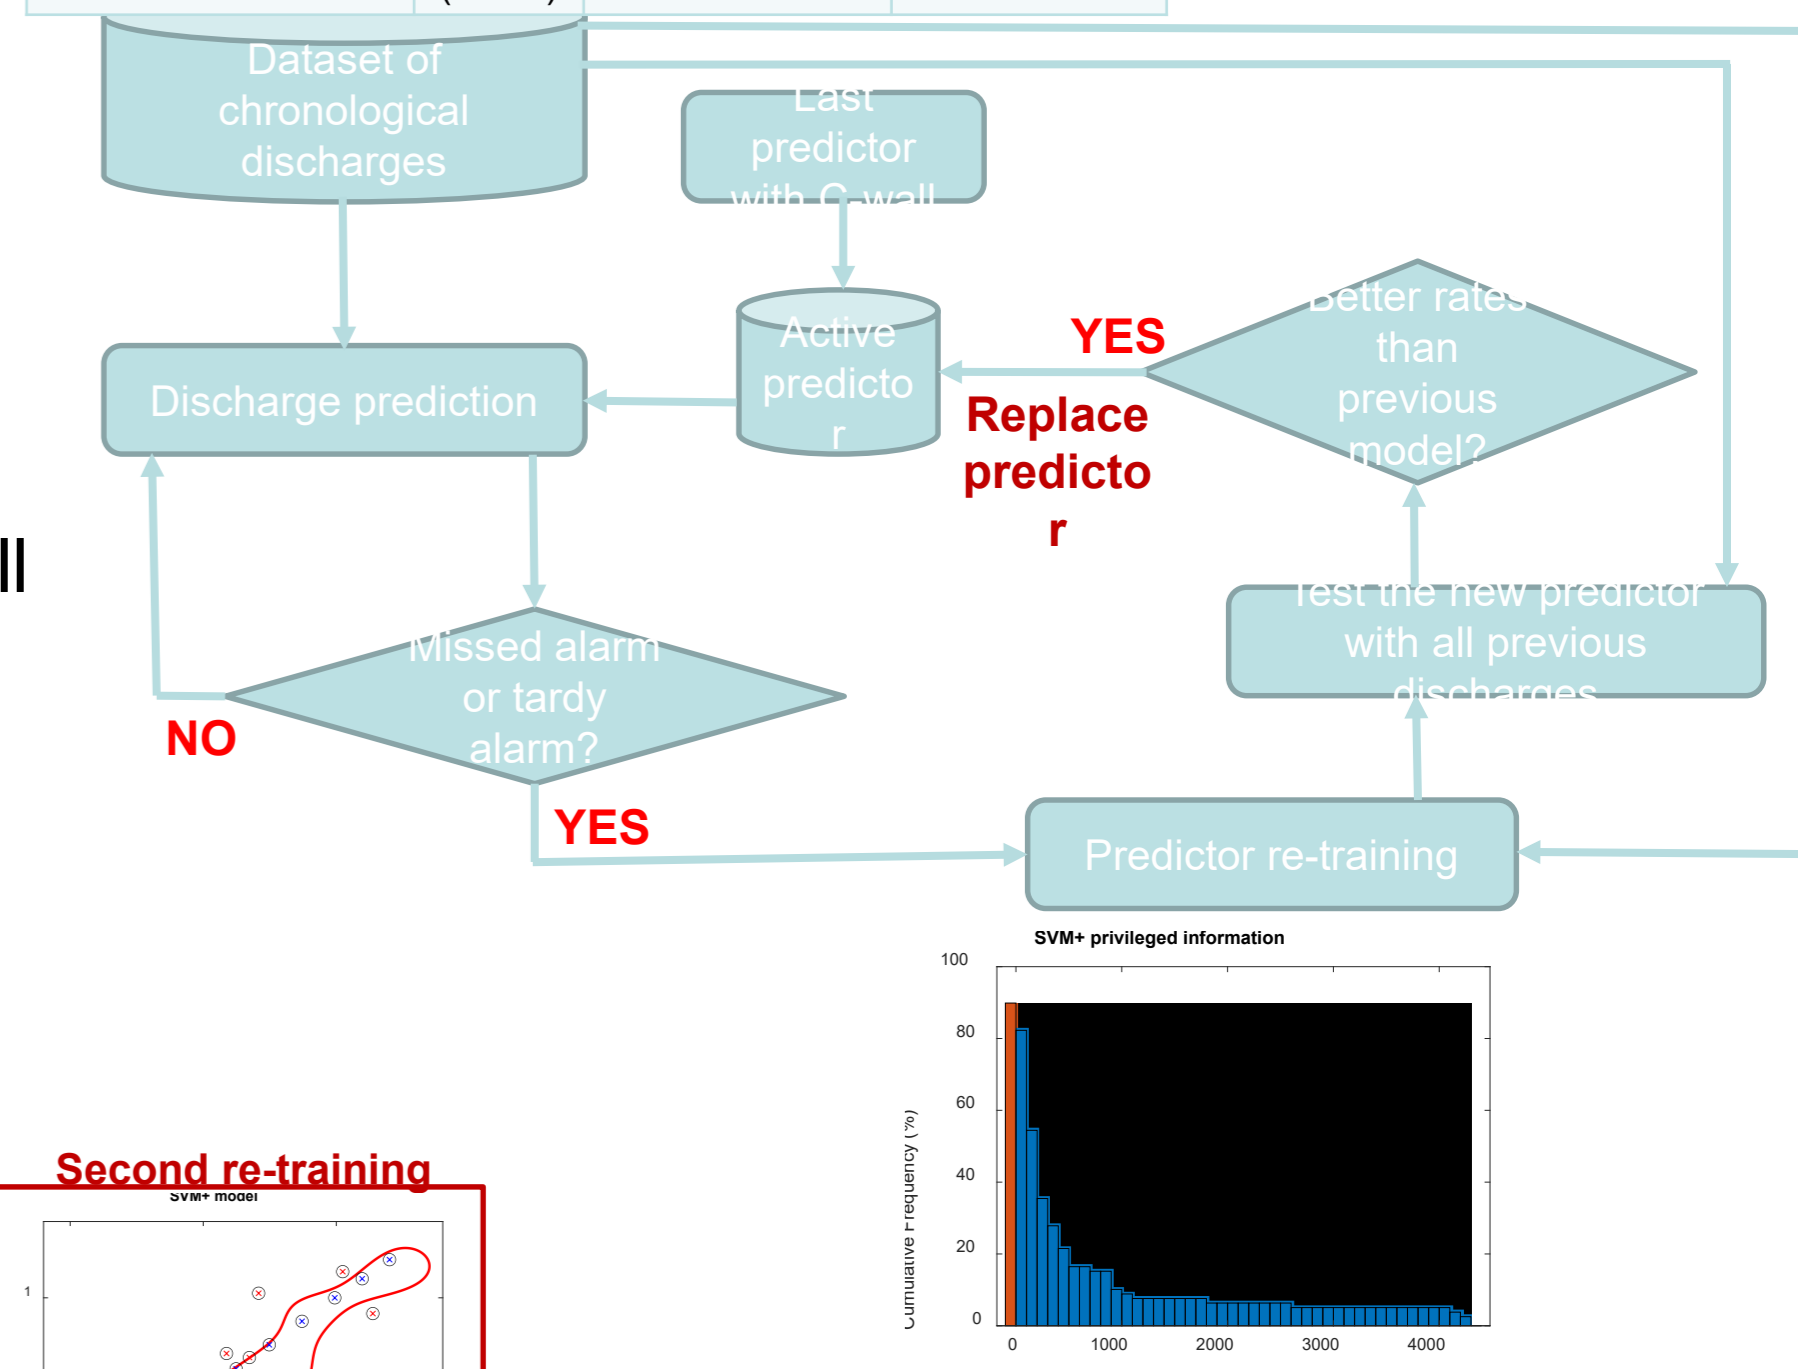 Dataset of
chronological
discharges
Last
predictor
with C-wall
Active
predicto
r
Discharge prediction
YES
Replace
predicto
r
Better rates
than
previous
model?
ll
Missed alarm
or tardy
alarm?
NO
YES
Test the new predictor
with all previous
discharges
Predictor re-training
SVM+ privileged information
100
80
60
40
20
0
Cumulative Frequency (%)
0 1000 2000 3000 4000
Second re-training
SVM+ model
1